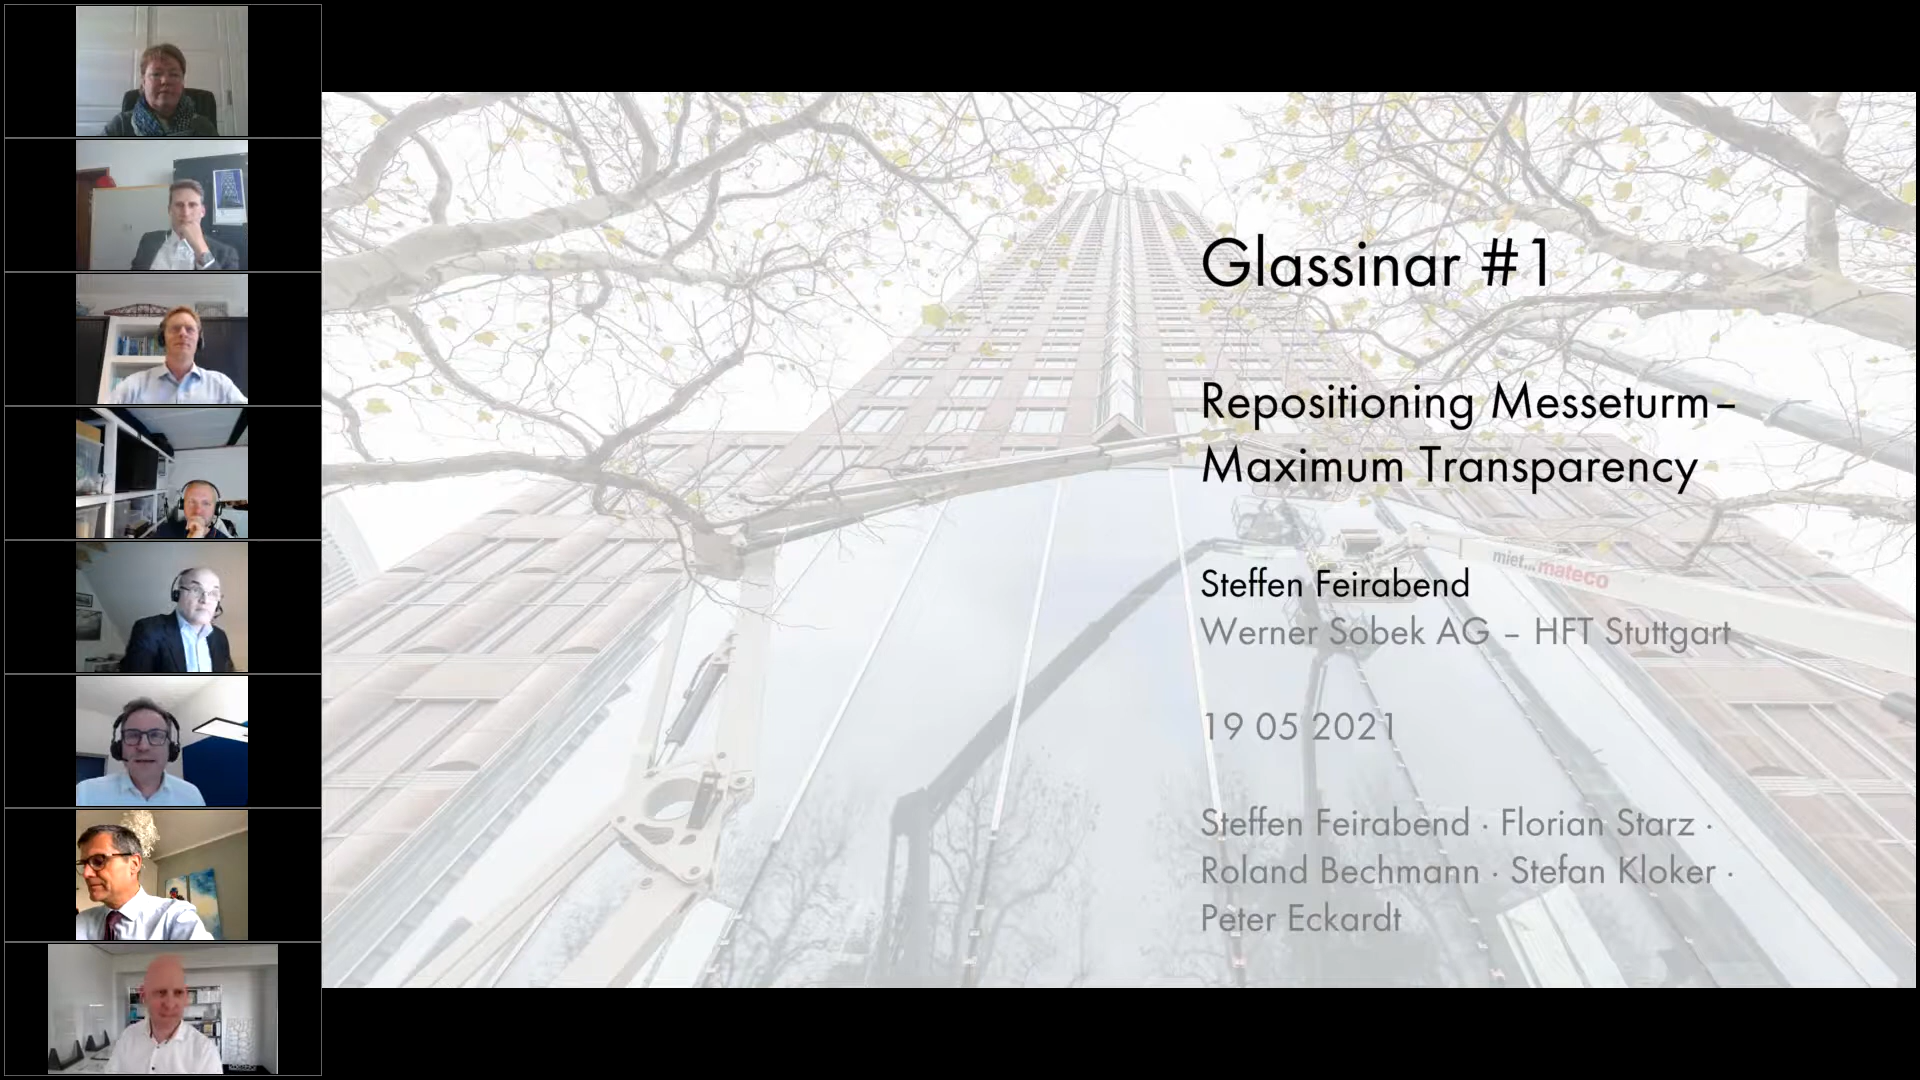 Glassinar #1
Repositioning Messeturm–
Maximum Transparency
miet... mateco
Steffen Feirabend
Werner Sobek AG – HFT Stuttgart
19 05 2021
Steffen Feirabend · Florian Starz ·
Roland Bechmann · Stefan Kloker ·
Peter Eckardt